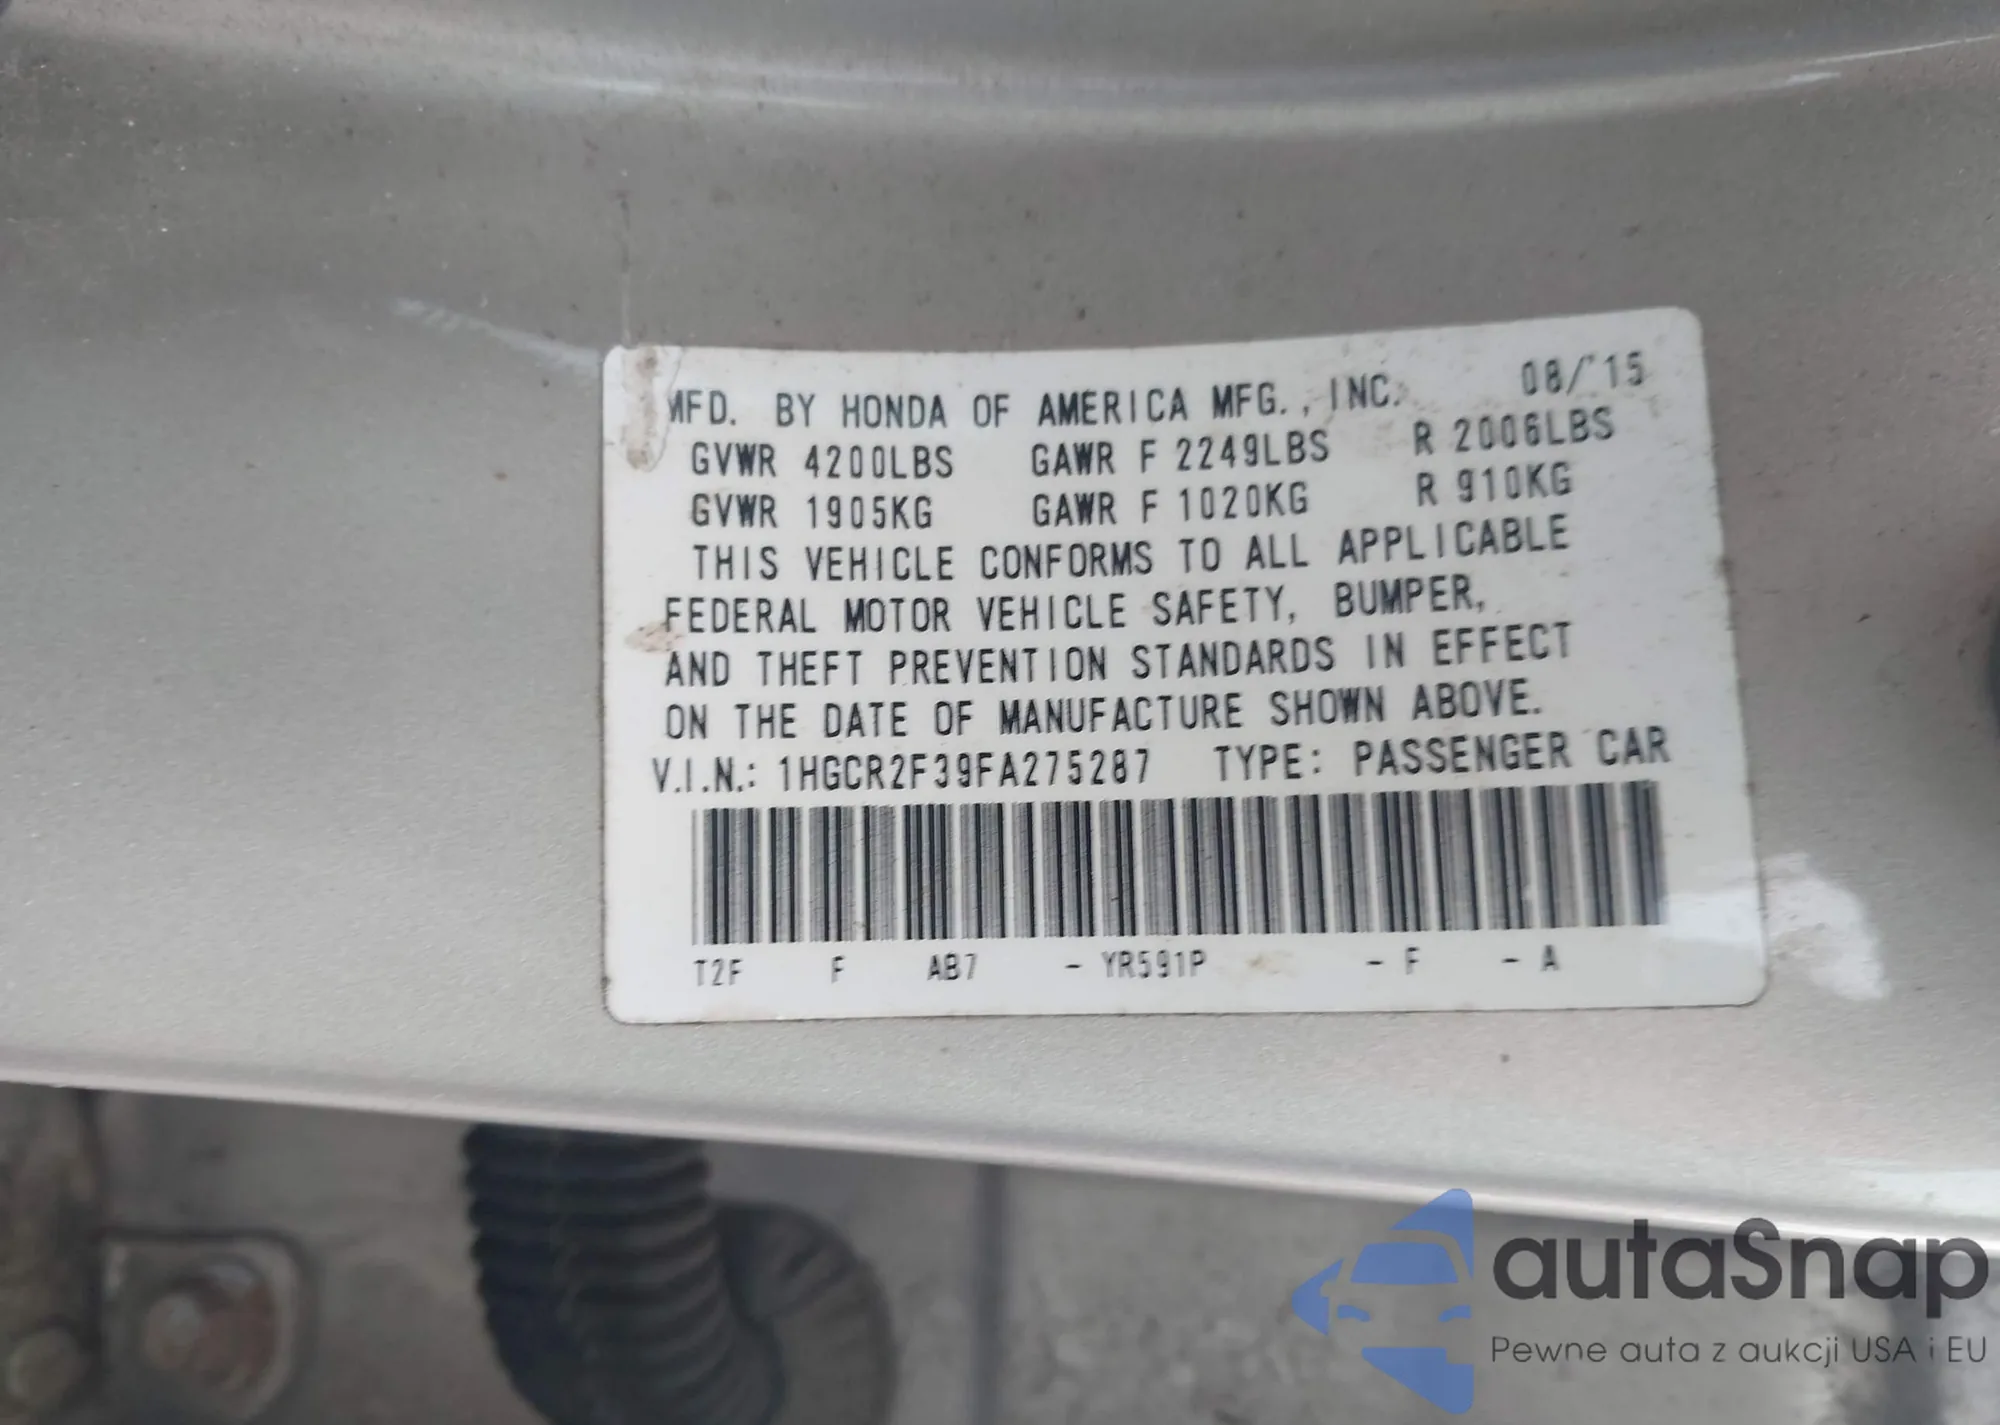 MFD. BY HONDA OF AMERICA MFG., INC. 08/'15
GVWR 4200LBS GAWR F 2249LBS R 2006LBS
GVWR 1905KG GAWR F 1020KG R 910KG
THIS VEHICLE CONFORMS TO ALL APPLICABLE
FEDERAL MOTOR VEHICLE SAFETY, BUMPER,
AND THEFT PREVENTION STANDARDS IN EFFECT
ON THE DATE OF MANUFACTURE SHOWN ABOVE.
V.I.N.: 1HGCR2F39FA275287 TYPE: PASSENGER CAR
T2F F AB7 - YR591P - F - A
autaSnap
Pewne auta z aukcji USA i EU